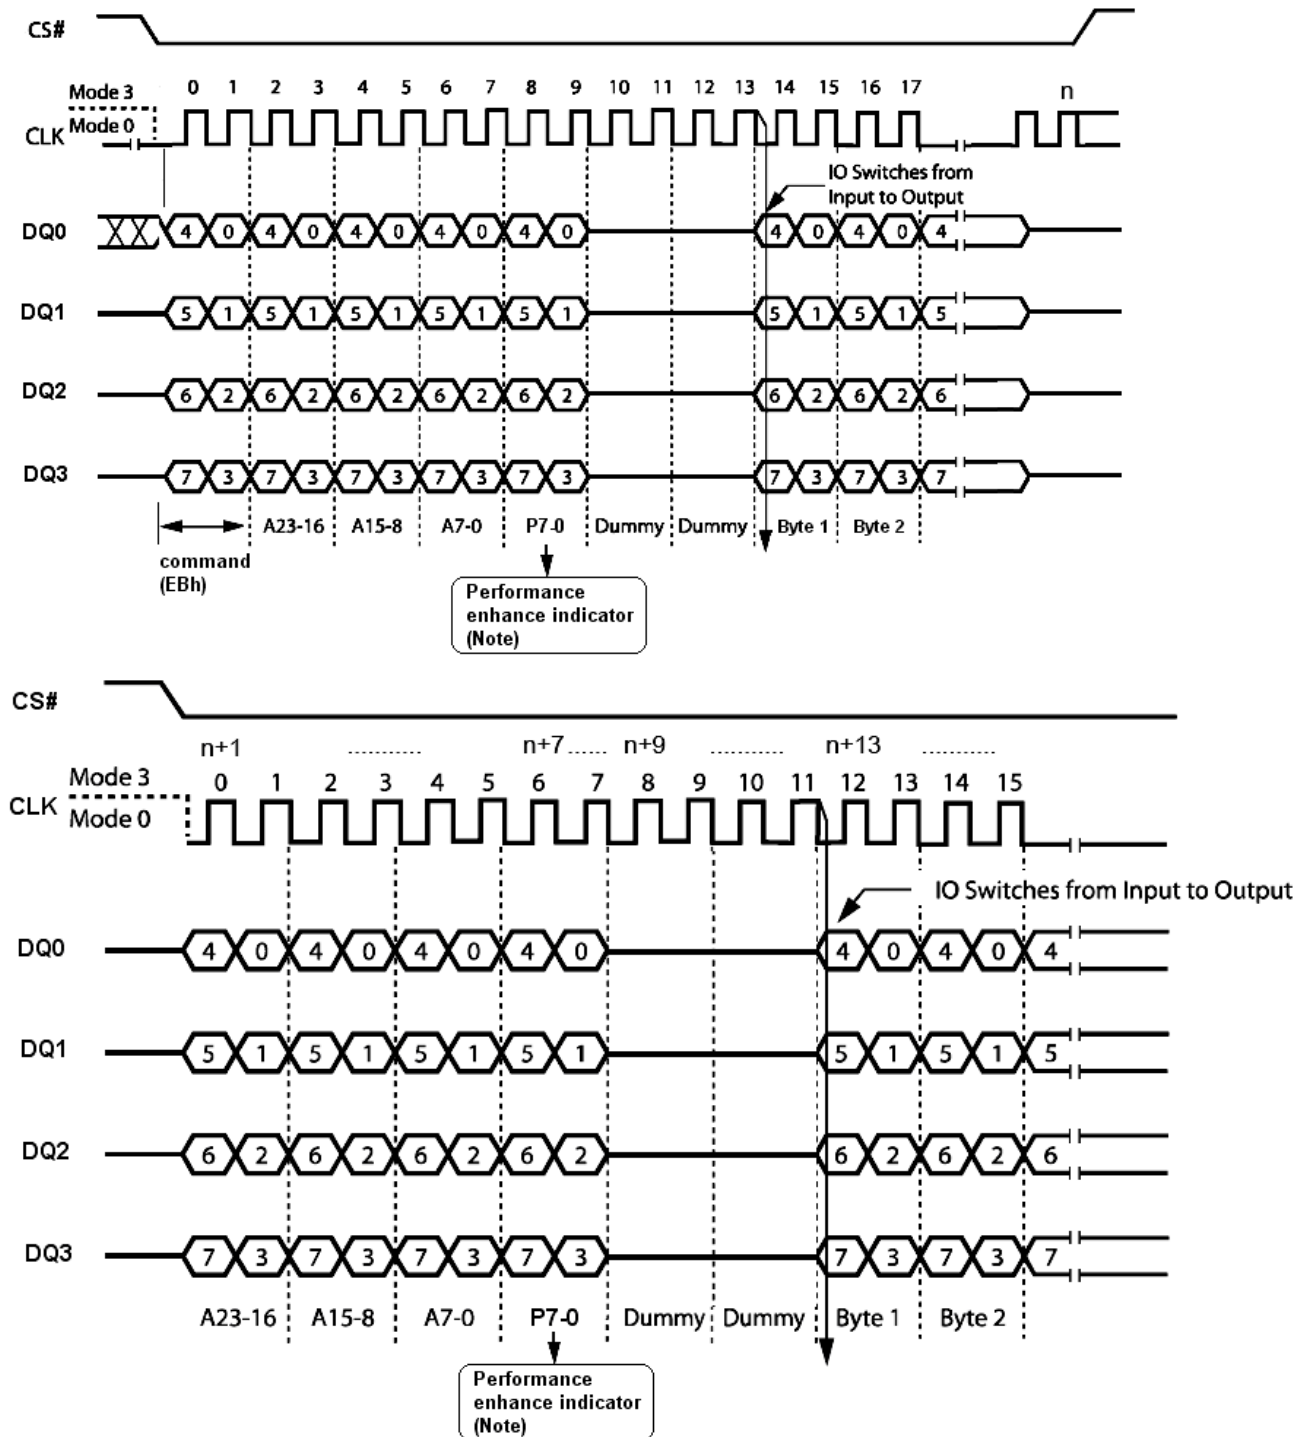 CS#
0 1 2 3 4 5 6 7 8 9 10 11 12 13 14 15 16 17 n
Mode 3
Mode 0
CLK
IO Switches from
Input to Output
DQ0 4 0 4 0 4 0 4 0 4 0 4 0 4 0 4
DQ1 5 1 5 1 5 1 5 1 5 1 5 1 5 1 5
DQ2 6 2 6 2 6 2 6 2 6 2 6 2 6 2 6
DQ3 7 3 7 3 7 3 7 3 7 3 7 3 7 3 7
A23-16 A15-8 A7-0 P7-0 Dummy Dummy Byte 1 Byte 2
command
(EBh)
Performance
enhance indicator
(Note)
CS#
n+1 .......... n+7 ...... n+9 .......... n+13 ..........
0 1 2 3 4 5 6 7 8 9 10 11 12 13 14 15
Mode 3
CLK
Mode 0
IO Switches from Input to Output
DQ0 4 0 4 0 4 0 4 0 4 0 4 0 4
DQ1 5 1 5 1 5 1 5 1 5 1 5 1 5
DQ2 6 2 6 2 6 2 6 2 6 2 6 2 6
DQ3 7 3 7 3 7 3 7 3 7 3 7 3 7
A23-16 A15-8 A7-0 P7-0 Dummy Dummy Byte 1 Byte 2
Performance
enhance indicator
(Note)